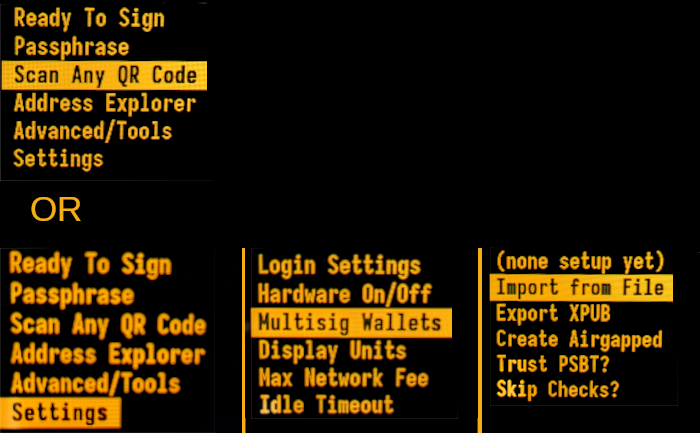 Ready To Sign
Passphrase
Scan Any QR Code
Address Explorer
Advanced/Tools
Settings
OR
Ready To Sign
Passphrase
Scan Any QR Code
Address Explorer
Advanced/Tools
Settings
Login Settings
Hardware On/Off
Multisig Wallets
Display Units
Max Network Fee
Idle Timeout
(none setup yet)
Import from File
Export XPUB
Create Airgapped
Trust PSBT?
Skip Checks?